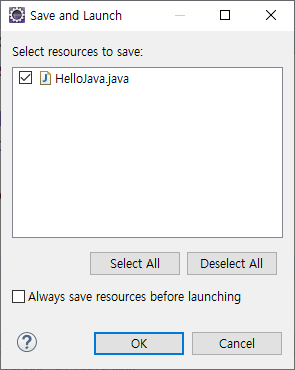 Save and Launch
Select resources to save:
HelloJava.java
Select All
Deselect All
Always save resources before launching
OK
Cancel